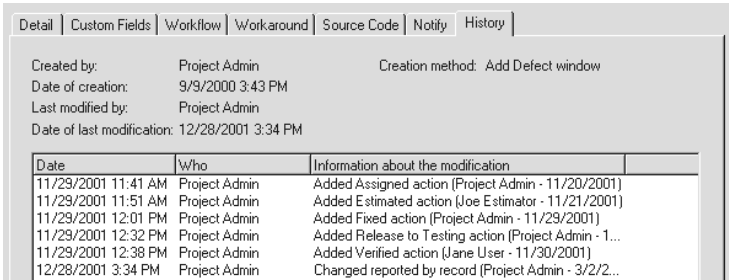 Detail Custom Fields Workflow Workaround Source Code Notify History
Created by: Project Admin Creation method: Add Defect window
Date of creation: 9/9/2000 3:43 PM
Last modified by: Project Admin
Date of last modification: 12/28/2001 3:34 PM
Date Who Information about the modification
11/29/2001 11:41 AM Project Admin Added Assigned action (Project Admin - 11/20/2001)
11/29/2001 11:51 AM Project Admin Added Estimated action (Joe Estimator - 11/21/2001)
11/29/2001 12:01 PM Project Admin Added Fixed action (Project Admin - 11/29/2001)
11/29/2001 12:32 PM Project Admin Added Release to Testing action (Project Admin - 1...
11/29/2001 12:38 PM Project Admin Added Verified action (Jane User - 11/30/2001)
12/28/2001 3:34 PM Project Admin Changed reported by record (Project Admin - 3/2/2...